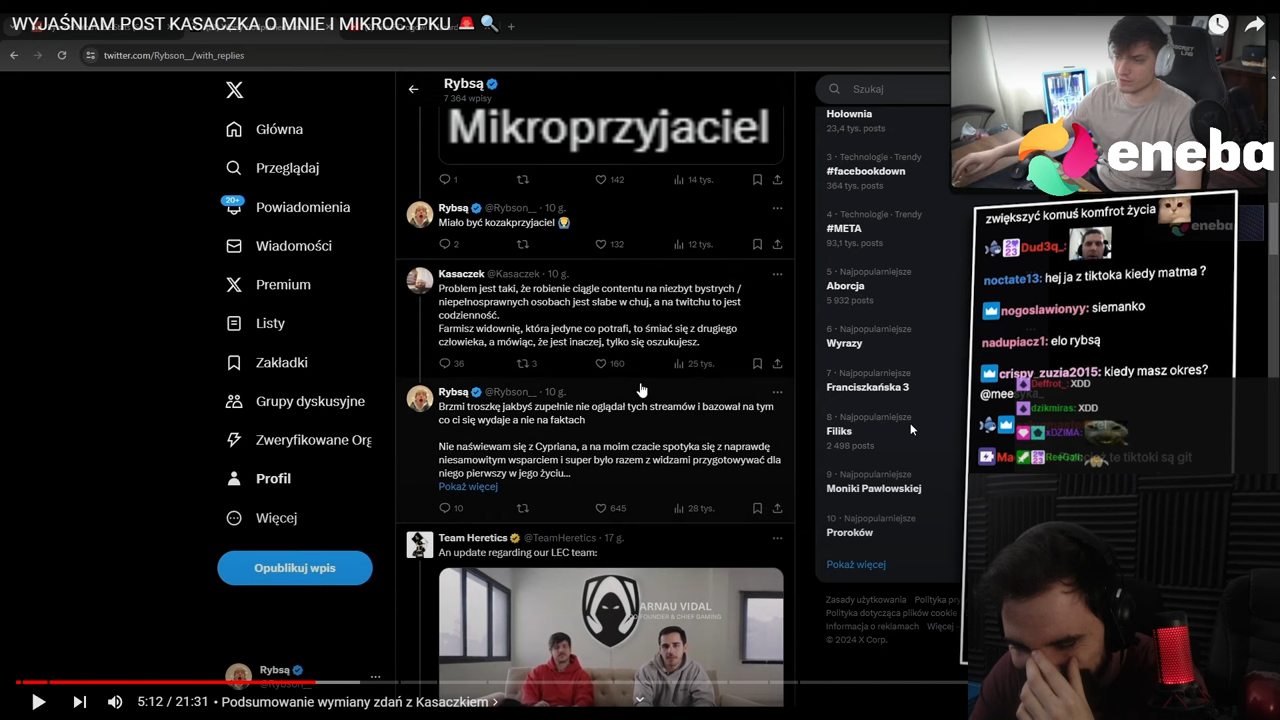 WYJAŚNIAM POST KASACZKA O MNIE I MIKROCYPKU 🚨🔍
twitter.com/Rybson__/with_replies
Główna
Przeglądaj
20+
Powiadomienia
Wiadomości
Premium
Listy
Zakładki
Grupy dyskusyjne
Zweryfikowane Org
Profil
Więcej
Opublikuj wpis
Rybsą
Rybsą
7 364 wpisy
Mikroprzyjaciel
1 142 14 tys.
Rybsą @Rybson__ · 10 g.
Miało być kozakprzyjaciel
2 132 12 tys.
Kasaczek @Kasaczek · 10 g.
Problem jest taki, że robienie ciągle contentu na niezbyt bystrych /
niepełnosprawnych osobach jest słabe w chuj, a na twitchu to jest
codzienność.
Farmisz widownię, która jedyne co potrafi, to śmiać się z drugiego
człowieka, a mówiąc, że jest inaczej, tylko się oszukujesz.
36 3 160 25 tys.
Rybsą @Rybson__ · 10 g.
Brzmi troszkę jakbyś zupełnie nie oglądał tych streamów i bazował na tym
co ci się wydaje a nie na faktach
Nie naśmiewam się z Cypriana, a na moim czacie spotyka się z naprawdę
niesamowitym wsparciem i super było razem z widzami przygotowywać dla
niego pierwszy w jego życiu...
Pokaż więcej
10 645 28 tys.
Team Heretics @TeamHeretics · 17 g.
An update regarding our LEC team:
ARNAU VIDAL
CO FOUNDER & CHIEF GAMING
Szukaj
Hołownia
23,4 tys. posts
3 · Technologie · Trendy
#facebookdown
364 tys. posts
4 · Technologie · Trendy
#META
93,1 tys. posts
5 · Najpopularniejsze
Aborcja
5 932 posts
6 · Najpopularniejsze
Wyrazy
7 · Najpopularniejsze
Franciszkańska 3
8 · Najpopularniejsze
Filiks
2 498 posts
9 · Najpopularniejsze
Moniki Pawłowskiej
10 · Najpopularniejsze
Proroków
Pokaż więcej
Zasady użytkowania Polityka pry
Polityka dotycząca plików cookie
Informacja o reklamach Więcej
© 2024 X Corp.
eneba
eneba
zwiększyć komuś komfrot życia
Dud3q_:
noctate13: hej ja z tiktoka kiedy matma ?
nogoslawionyy: siemanko
nadupiacz1: elo rybsą
crispy_zuzia2015: kiedy masz okres?
Deffrot_: XDD
dzikmiras: XDD
xDZIMA:
ReeGali:
te tiktoki są git
5:12 / 21:31 • Podsumowanie wymiany zdań z Kasaczkiem